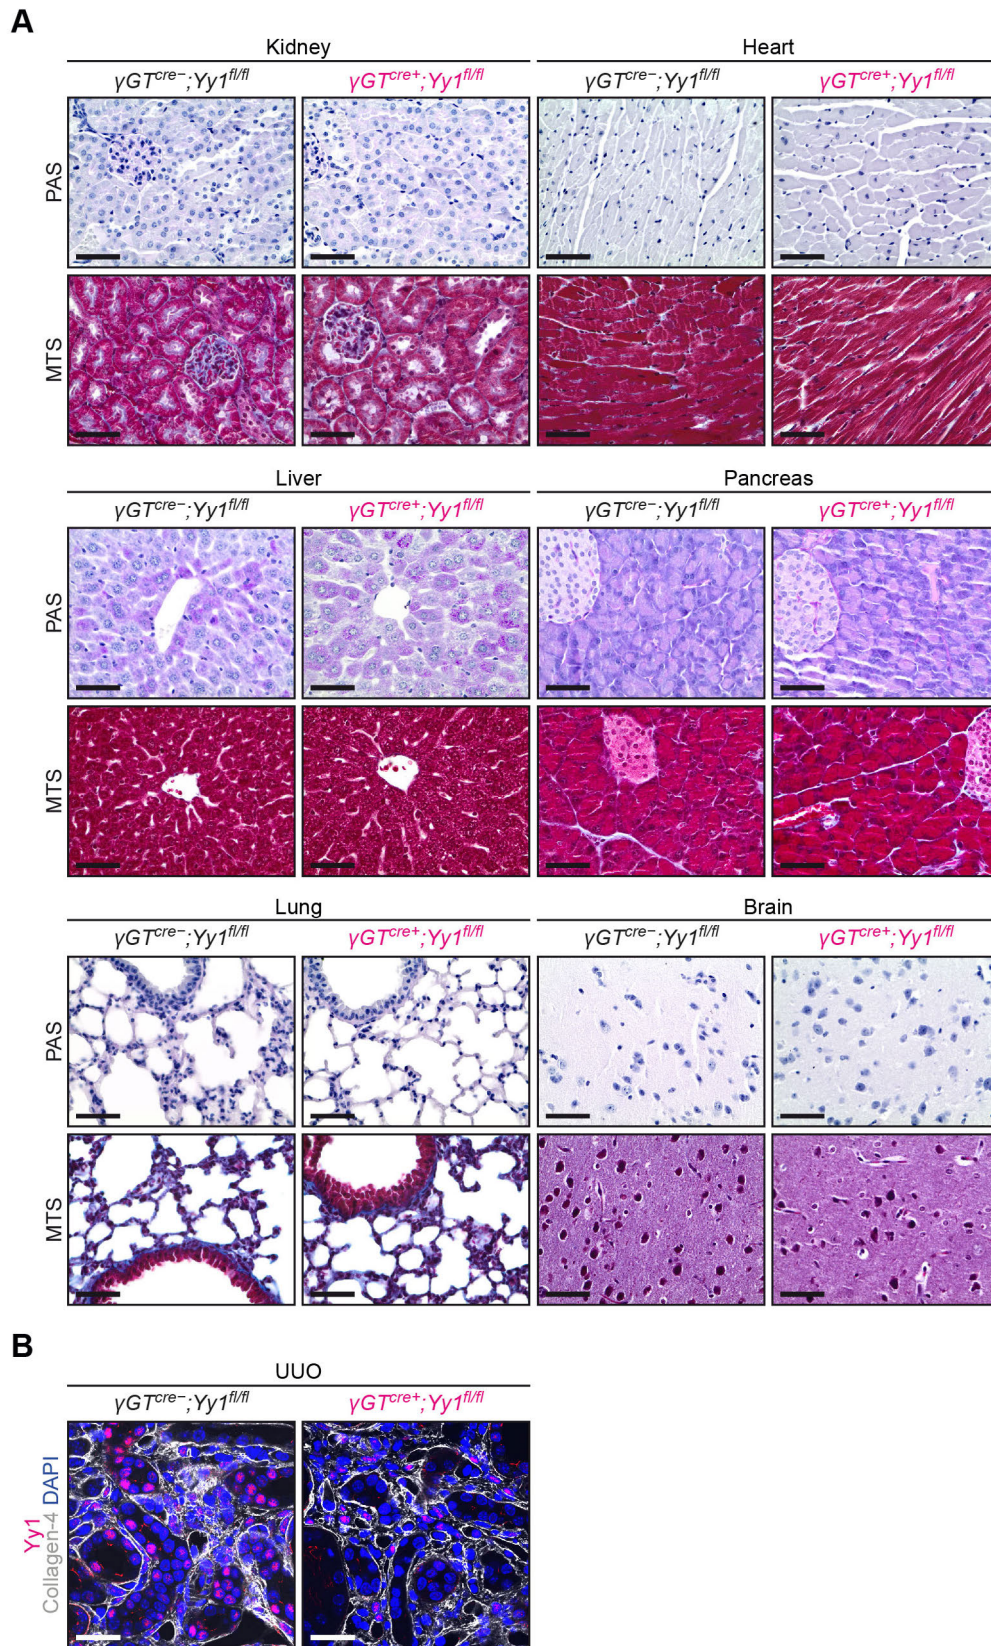 A
Kidney Heart
γGTcre−;Yy1fl/fl γGTcre+;Yy1fl/fl γGTcre−;Yy1fl/fl γGTcre+;Yy1fl/fl
PAS
MTS
Liver Pancreas
γGTcre−;Yy1fl/fl γGTcre+;Yy1fl/fl γGTcre−;Yy1fl/fl γGTcre+;Yy1fl/fl
PAS
MTS
Lung Brain
γGTcre−;Yy1fl/fl γGTcre+;Yy1fl/fl γGTcre−;Yy1fl/fl γGTcre+;Yy1fl/fl
PAS
MTS
B
UUO
γGTcre−;Yy1fl/fl γGTcre+;Yy1fl/fl
Yy1
Collagen-4 DAPI